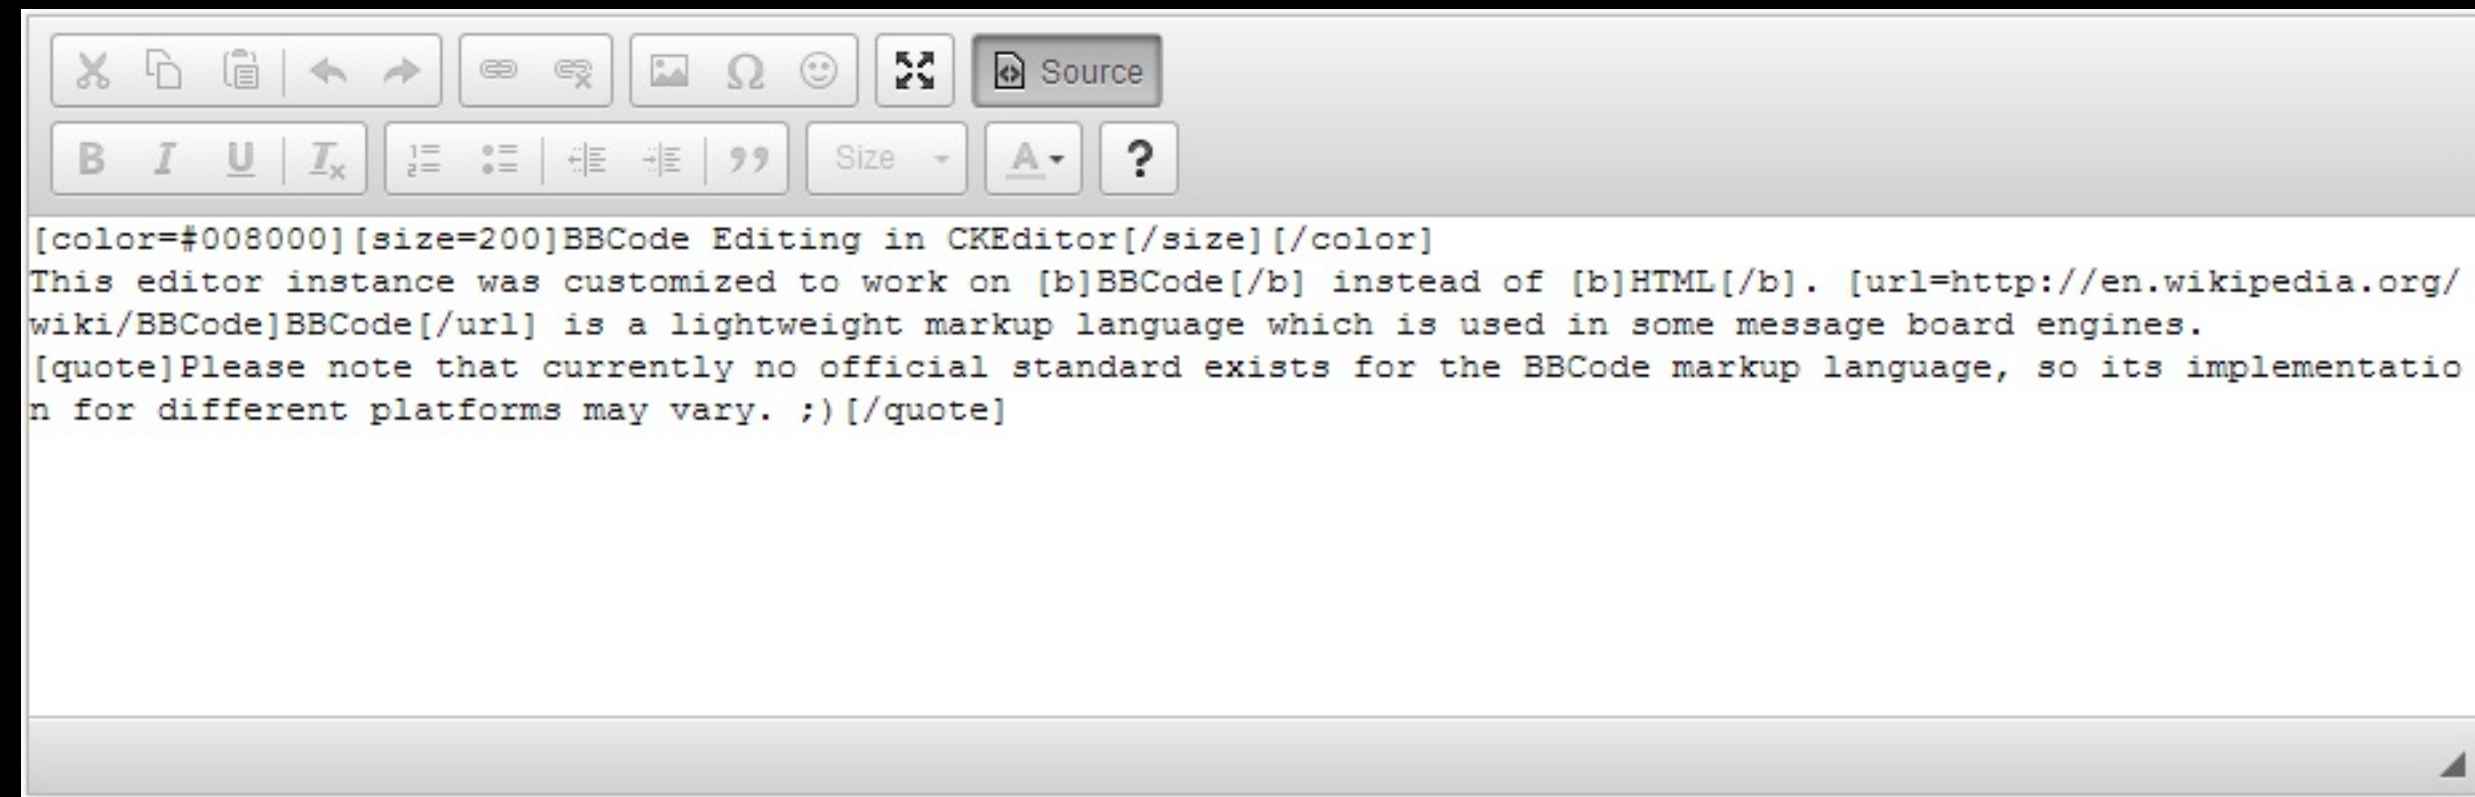 Source
B I U Tx Size A ?
[color=#008000][size=200]BBCode Editing in CKEditor[/size][/color]
This editor instance was customized to work on [b]BBCode[/b] instead of [b]HTML[/b]. [url=http://en.wikipedia.org/
wiki/BBCode]BBCode[/url] is a lightweight markup language which is used in some message board engines.
[quote]Please note that currently no official standard exists for the BBCode markup language, so its implementatio
n for different platforms may vary. ;)[/quote]